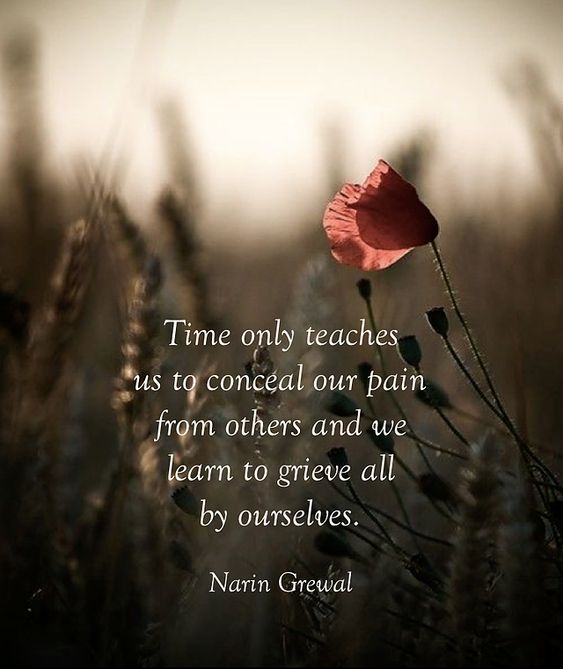 Time only teaches
us to conceal our pain
from others and we
learn to grieve all
by ourselves.
Narin Grewal